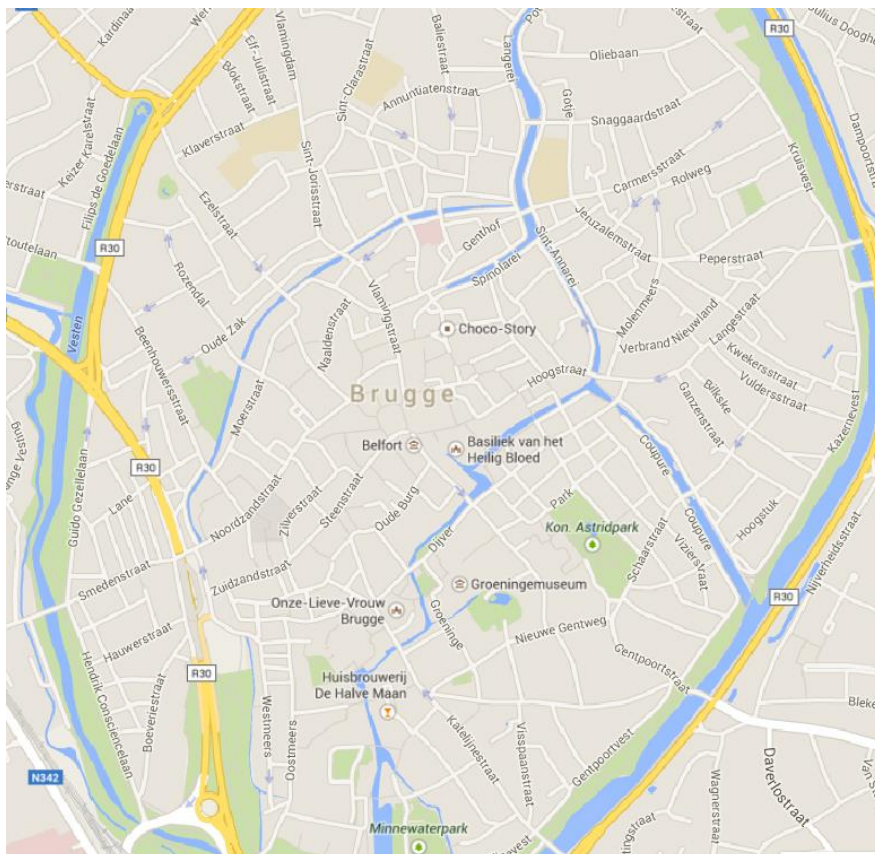 Kardinaal
Vlamingdam
Elf-Julistraat
Blokstraat
Sint-Clarastraat
Baliestraat
Langerei
Oliebaan
R30
Annuntiatenstraat
Gotje
Snaggaardstraat
Dampoortstraat
Keizer Karelstraat
Klaverstraat
Filips de Goedelaan
Sint-Jorisstraat
Carmersstraat
Rolweg
Kruisvest
Ezelstraat
Genthof
Jeruzalemstraat
R30
Sint-Annarei
Peperstraat
Rozendal
Spinolarei
Vlamingstraat
Molenmeers
Vesten
Oude Zak
Naaldenstraat
Choco-Story
Langestraat
Verbrand Nieuwland
Beenhouwersstraat
Kwekersstraat
Hoogstraat
Bilkske
Vuldersstraat
Brugge
Ganzenstraat
Moerstraat
Kazernevest
Belfort
Basiliek van het
Heilig Bloed
Coupure
R30
Guido Gezellelaan
Lane
Noordzandstraat
Zilverstraat
Steenstraat
Oude Burg
Park
Dijver
Kon. Astridpark
Coupure
Hoogstuk
Schaarstraat
Viziersvaat
Nijverheidsstraat
Smedenstraat
Zuidzandstraat
Groeningemuseum
R30
Onze-Lieve-Vrouw
Brugge
Groeninge
Nieuwe Gentweg
Hauwerstraat
Gentpoortstraat
R30
Huisbrouwerij
De Halve Maan
Hendrik Consciencelaan
Boeveriestraat
Westmeers
Oostmeers
Katelijnestraat
Visspaanstraat
Gentpoortvest
Daverlostraat
N342
Wagnerstraat
Minnewaterpark